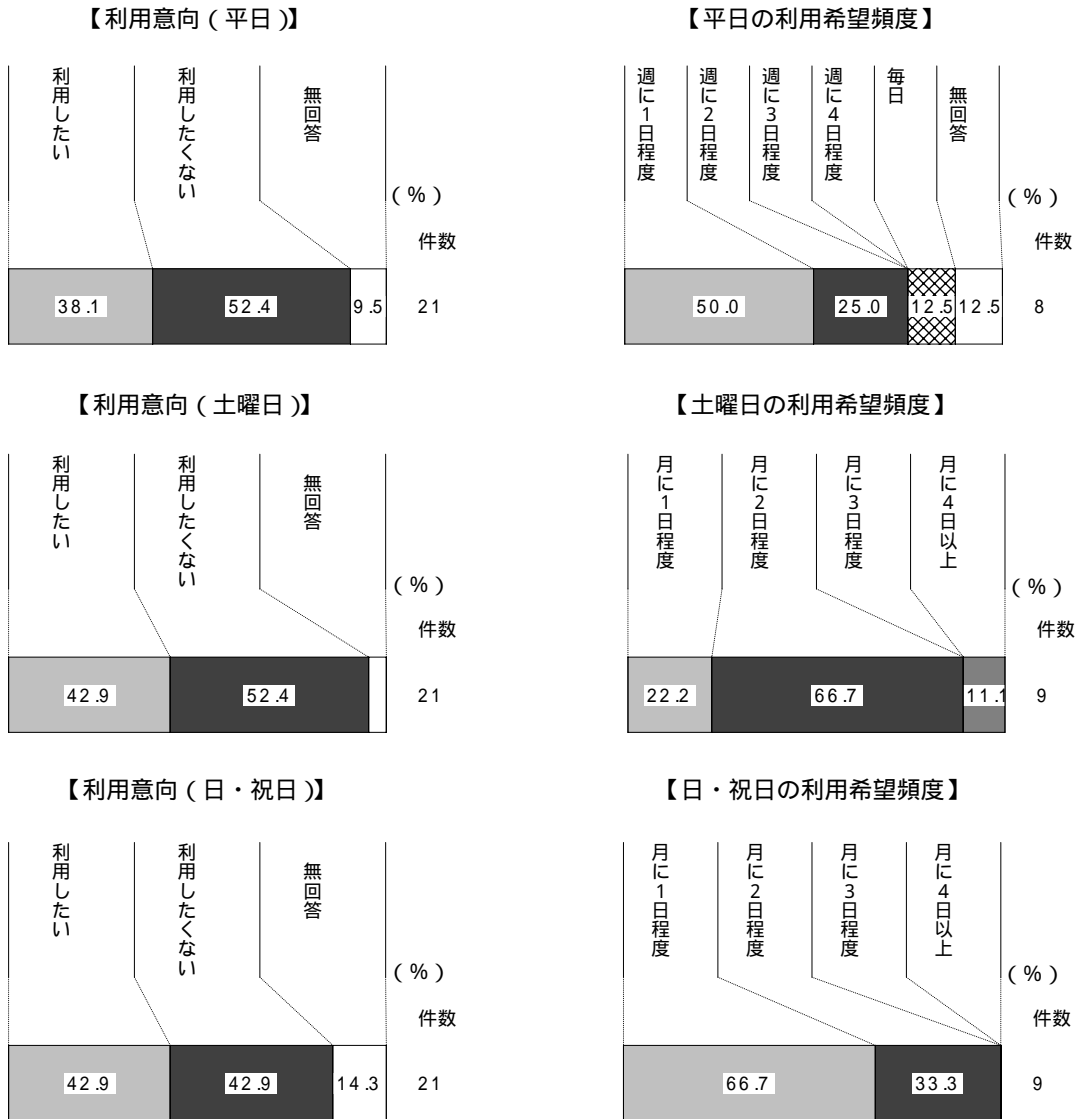 【利用意向(平日)】
利用したい
利用したくない
無回答
(%)
件数
38.1
52.4
9.5
21
【平日の利用希望頻度】
週に1日程度
週に2日程度
週に3日程度
週に4日程度
毎日
無回答
(%)
件数
50.0
25.0
12.5
12.5
8
【利用意向(土曜日)】
利用したい
利用したくない
無回答
(%)
件数
42.9
52.4
21
【土曜日の利用希望頻度】
月に1日程度
月に2日程度
月に3日程度
月に4日以上
(%)
件数
22.2
66.7
11.1
9
【利用意向(日・祝日)】
利用したい
利用したくない
無回答
(%)
件数
42.9
42.9
14.3
21
【日・祝日の利用希望頻度】
月に1日程度
月に2日程度
月に3日程度
月に4日以上
(%)
件数
66.7
33.3
9